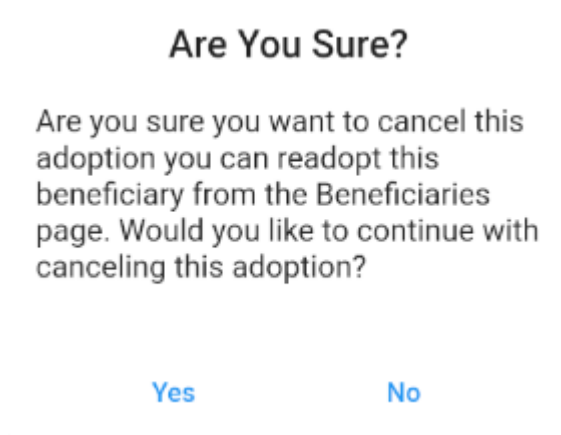 Are You Sure?
Are you sure you want to cancel this
adoption you can readopt this
beneficiary from the Beneficiaries
page. Would you like to continue with
canceling this adoption?
Yes No